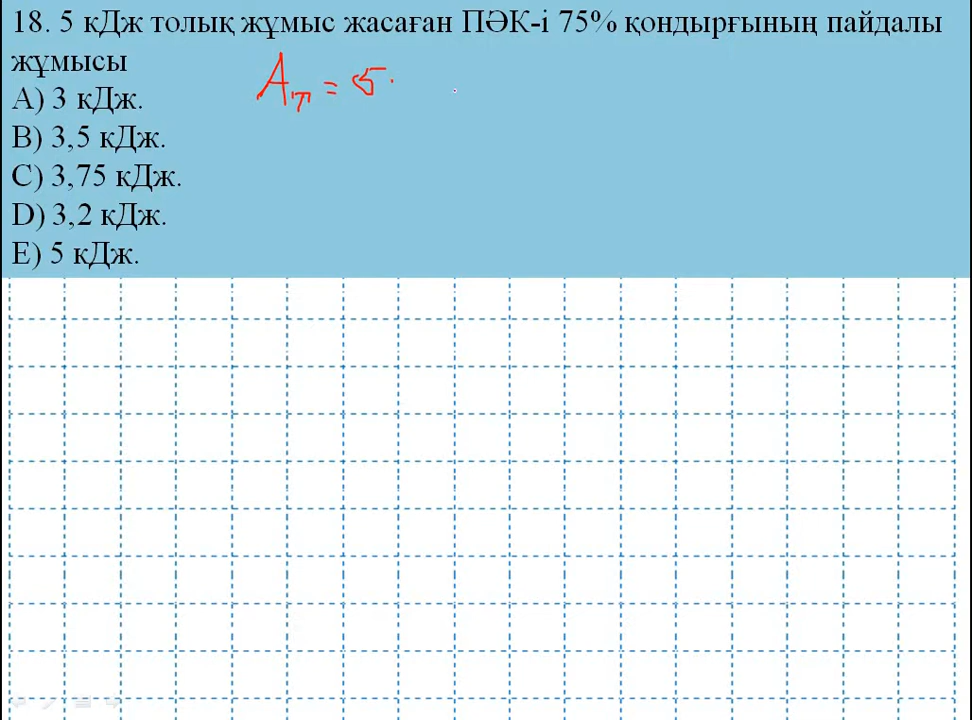 18. 5 кДж толық жұмыс жасаған ПӘК-і 75% қондырғының пайдалы
жұмысы
A) 3 кДж.
B) 3,5 кДж.
C) 3,75 кДж.
D) 3,2 кДж.
E) 5 кДж.
Aт = 5·